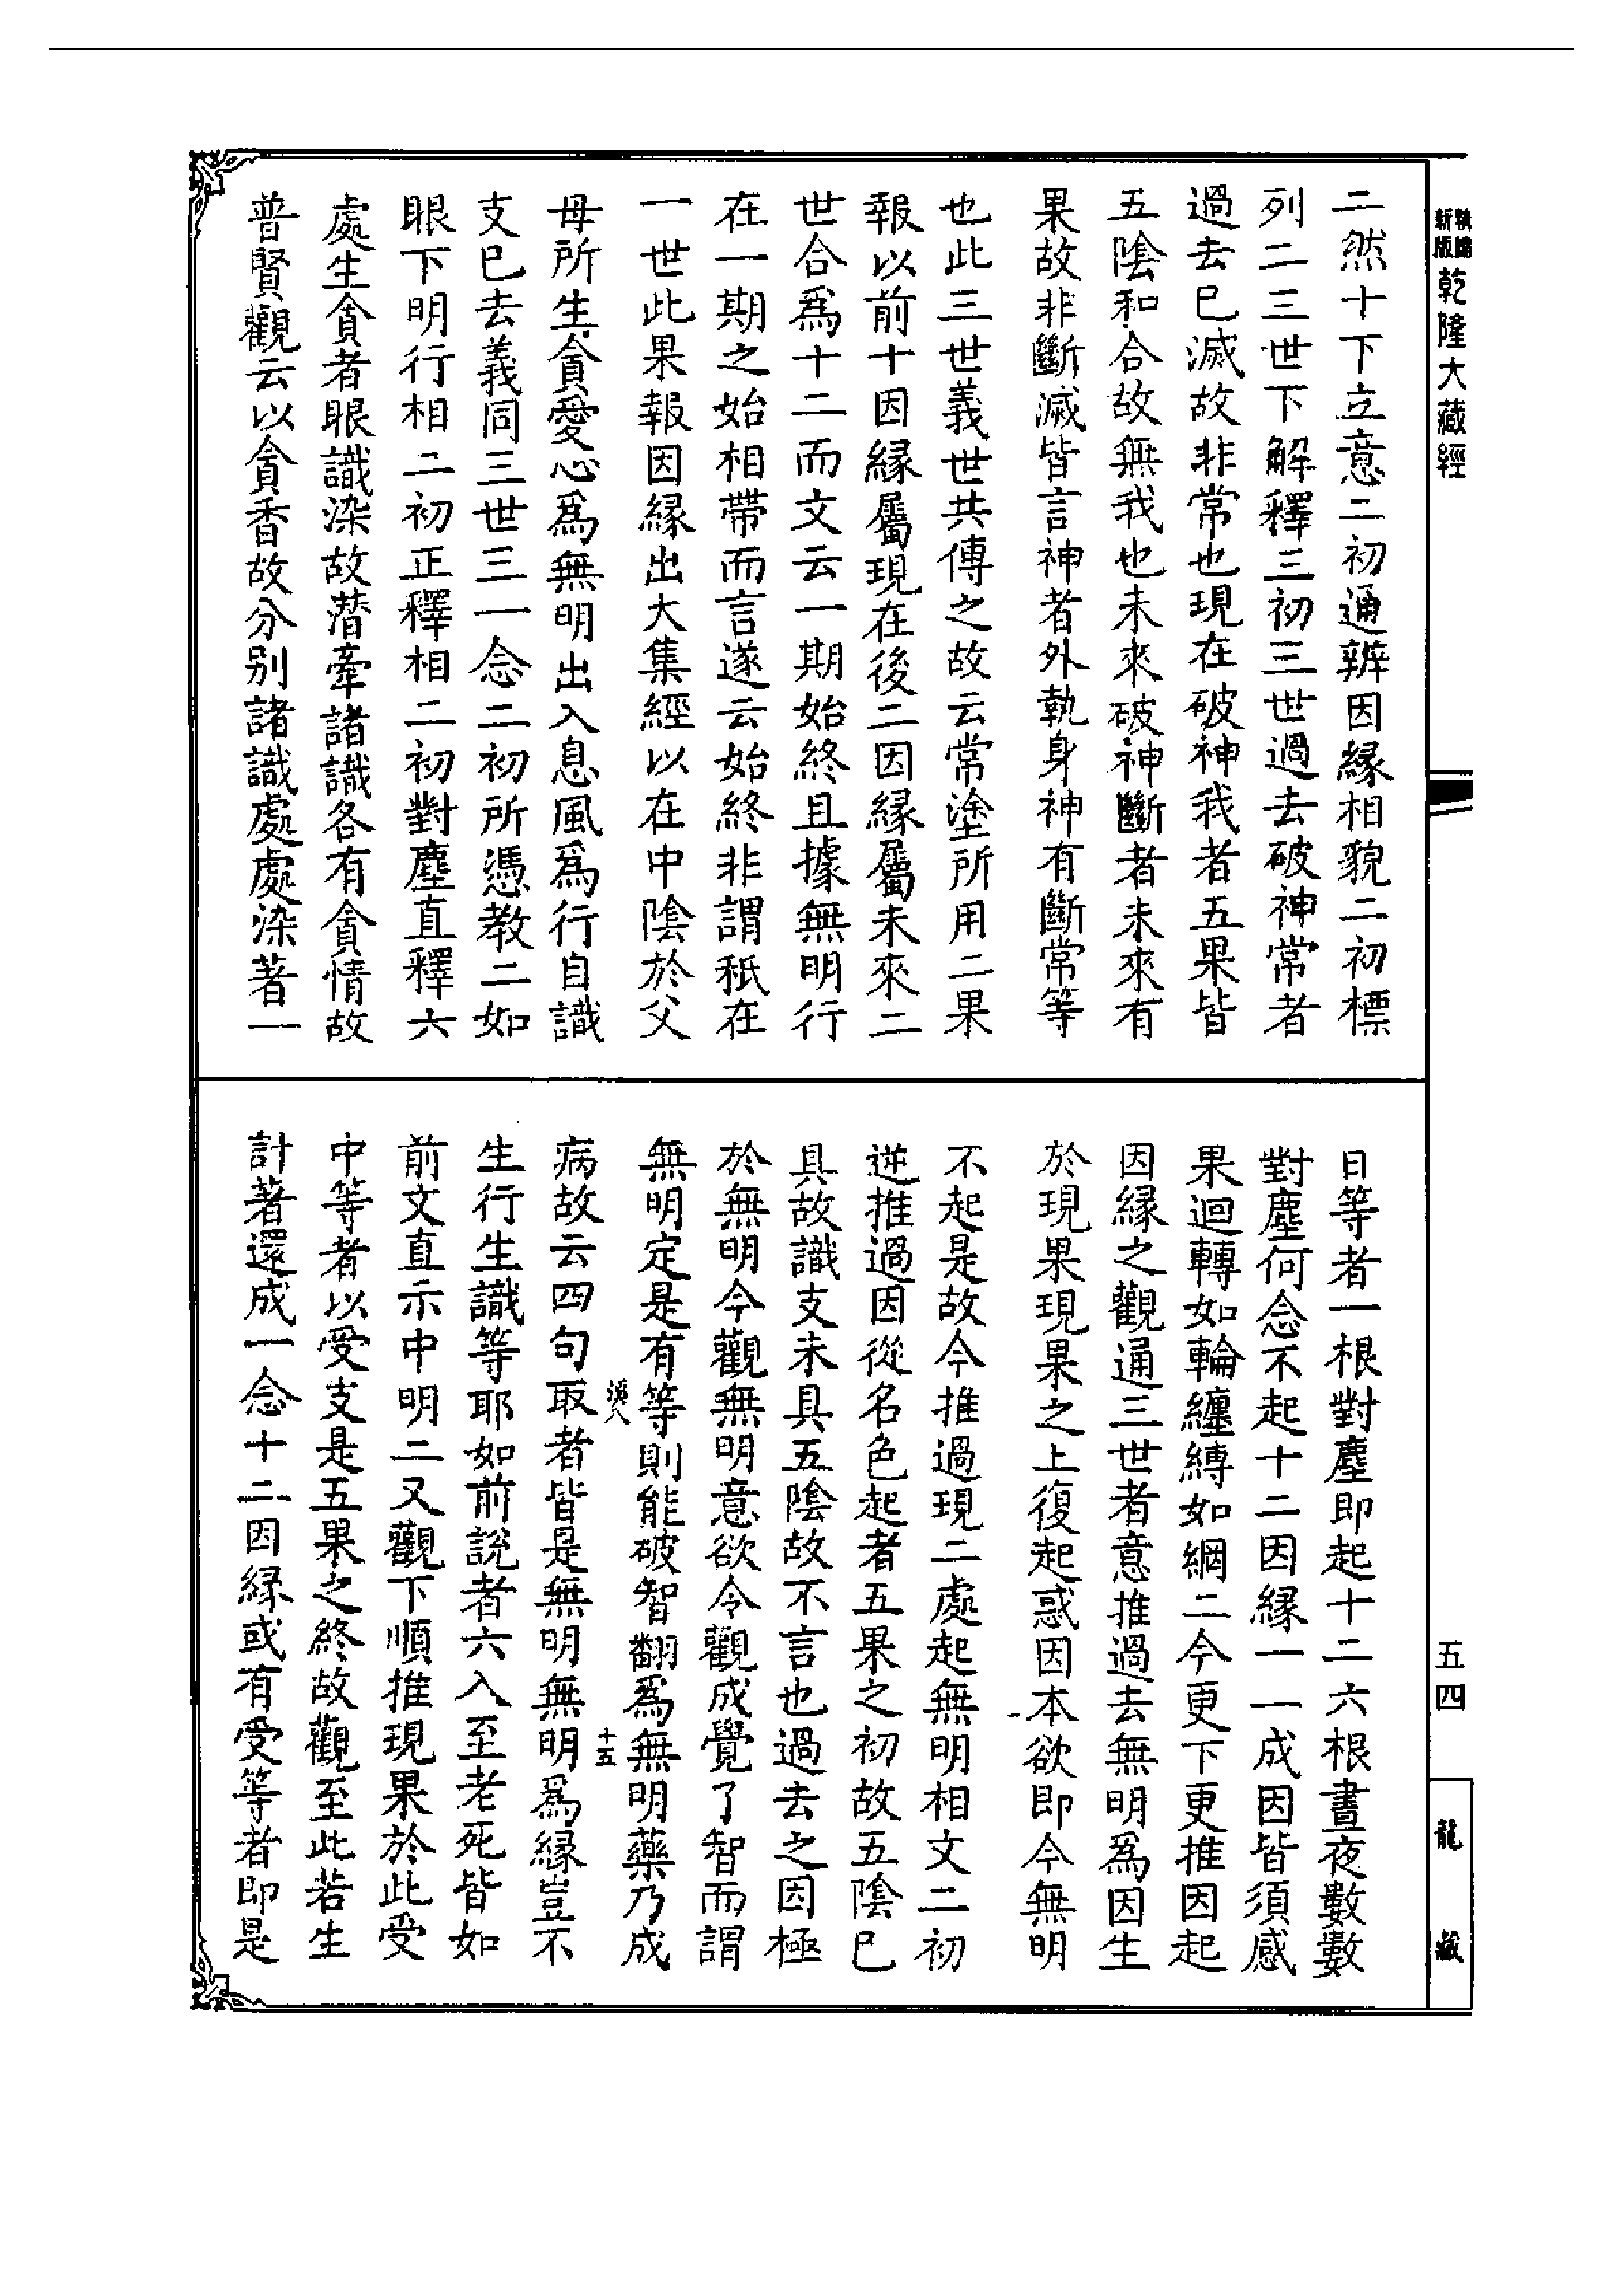 新版 精縮 乾隆大藏經
二然十下立意二初通辨因緣相貌二初標
列二三世下解釋三初三世過去破神常者
過去已滅故非常也現在破神我者五果皆
五陰和合故無我也未來破神斷者未來有
果故非斷滅皆言神者外執身神有斷常等
也此三世義世共傳之故云常塗所用二果
報以前十因緣屬現在後二因緣屬未來二
世合爲十二而文云一期始終且據無明行
在一期之始相帶而言遂云始終非謂秖在
一世此果報因緣出大集經以在中陰於父
母所生貪愛心爲無明出入息風爲行自識
支已去義同三世三一念二初所憑教二如
眼下明行相二初正釋相二初對塵直釋六
處生貪者眼識染故潛牽諸識各有貪情故
普賢觀云以貪香故分別諸識處處染著一
日等者一根對塵即起十二六根晝夜數數
對塵何念不起十二因緣一一成因皆須感
果迴轉如輪纏縛如網二今更下更推因起
因緣之觀通三世者意推過去無明爲因生
於現果現果之上復起惑因本欲即今無明
不起是故今推過現二處起無明相文二初
逆推過因從名色起者五果之初故五陰已
具故識支未具五陰故不言也過去之因極
於無明今觀無明意欲令觀成覺了智而謂
無明定是有等則能破智翻爲無明藥乃成
溪八 十五
病故云四句取者皆是無明無明爲緣豈不
生行生識等耶如前說者六入至老死皆如
前文直示中明二又觀下順推現果於此受
中等者以受支是五果之終故觀至此若生
計著還成一念十二因緣或有受等者即是
五四
龍藏